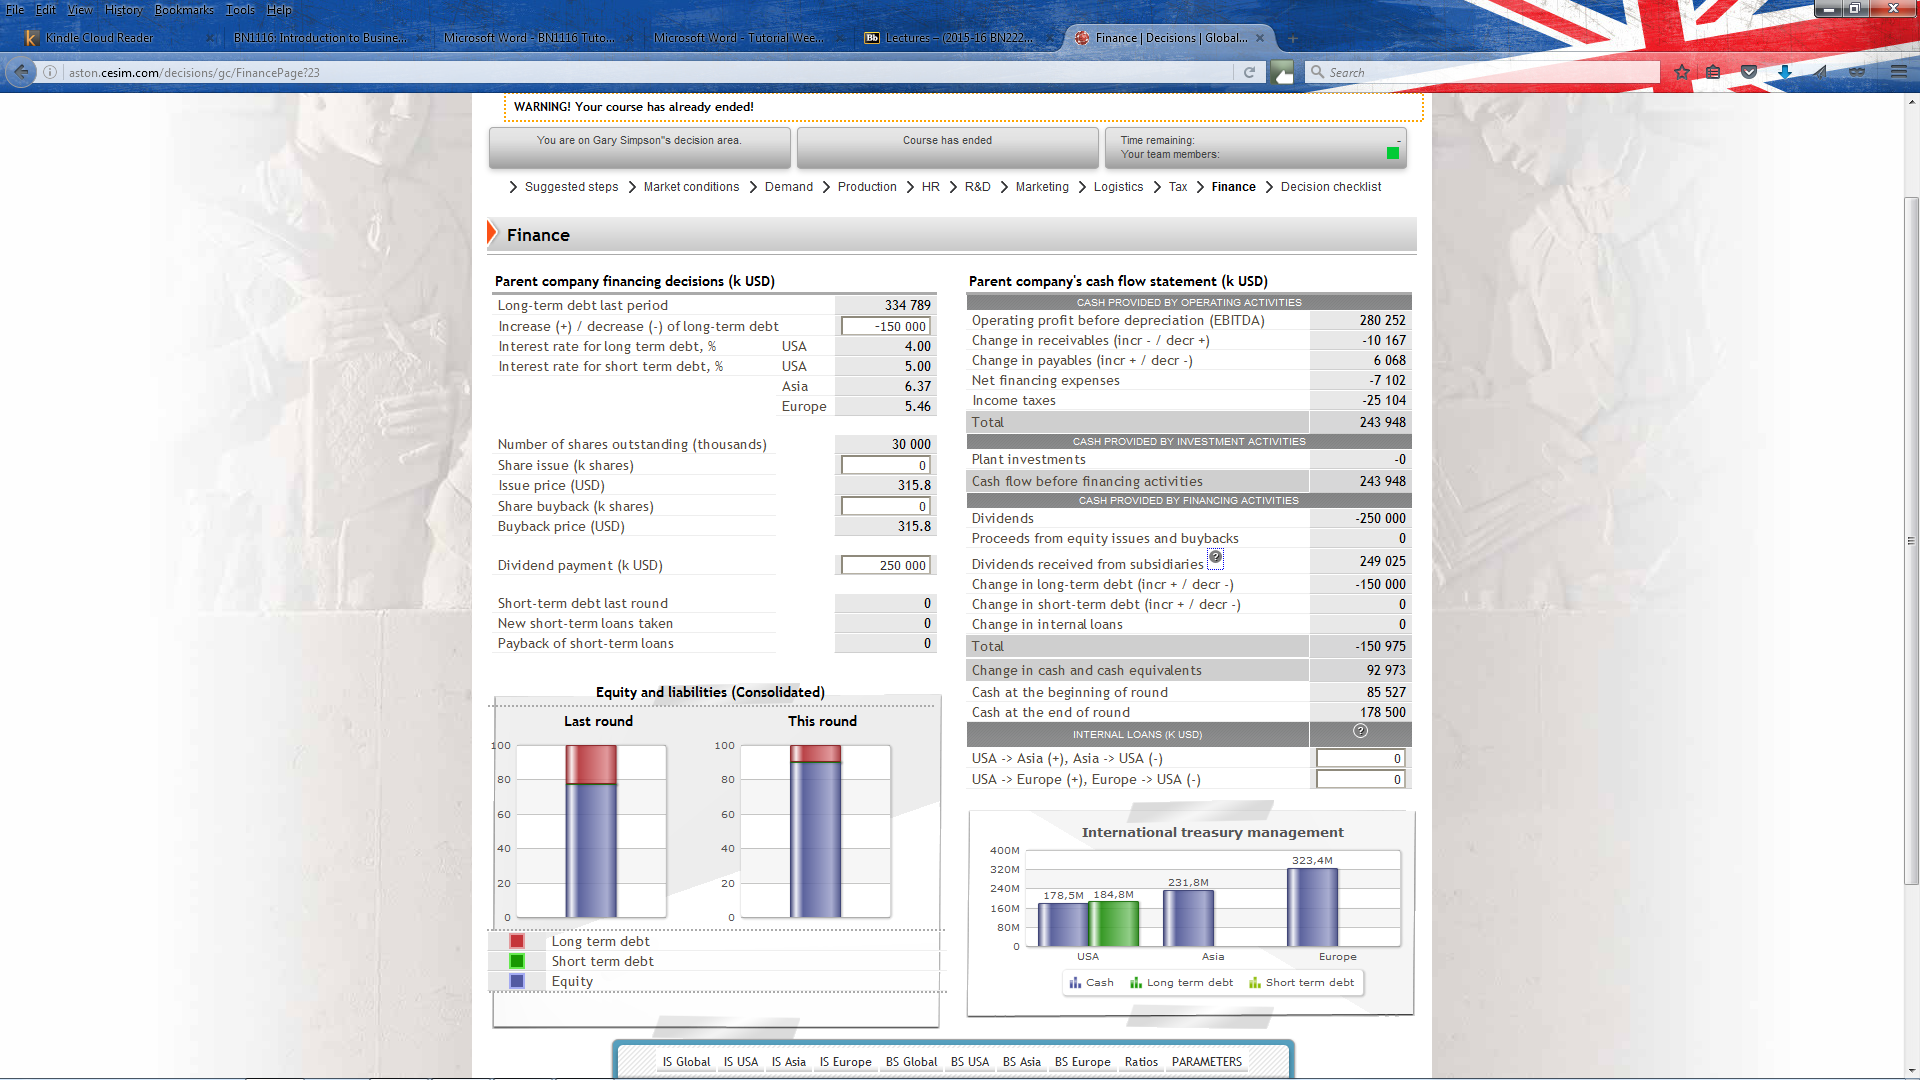 File Edit View History Bookmarks Tools Help
Kindle Cloud Reader
BN1116: Introduction to Busine...
Microsoft Word - BN1116 Tuto...
Microsoft Word - Tutorial Wee...
Bb Lectures – (2015-16 BN222...
Finance | Decisions | Global...
aston.cesim.com/decisions/gc/FinancePage?23
Search
WARNING! Your course has already ended!
You are on Gary Simpson"s decision area.
Course has ended
Time remaining: -
Your team members:
Suggested steps Market conditions Demand Production HR R&D Marketing Logistics Tax Finance Decision checklist
Finance
Parent company financing decisions (k USD)
Long-term debt last period 334 789
Increase (+) / decrease (-) of long-term debt -150 000
Interest rate for long term debt, % USA 4.00
Interest rate for short term debt, % USA 5.00
Asia 6.37
Europe 5.46
Number of shares outstanding (thousands) 30 000
Share issue (k shares) 0
Issue price (USD) 315.8
Share buyback (k shares) 0
Buyback price (USD) 315.8
Dividend payment (k USD) 250 000
Short-term debt last round 0
New short-term loans taken 0
Payback of short-term loans 0
Equity and liabilities (Consolidated)
Last round This round
100 100
80 80
60 60
40 40
20 20
0 0
Long term debt
Short term debt
Equity
Parent company's cash flow statement (k USD)
CASH PROVIDED BY OPERATING ACTIVITIES
Operating profit before depreciation (EBITDA) 280 252
Change in receivables (incr - / decr +) -10 167
Change in payables (incr + / decr -) 6 068
Net financing expenses -7 102
Income taxes -25 104
Total 243 948
CASH PROVIDED BY INVESTMENT ACTIVITIES
Plant investments -0
Cash flow before financing activities 243 948
CASH PROVIDED BY FINANCING ACTIVITIES
Dividends -250 000
Proceeds from equity issues and buybacks 0
Dividends received from subsidiaries ? 249 025
Change in long-term debt (incr + / decr -) -150 000
Change in short-term debt (incr + / decr -) 0
Change in internal loans 0
Total -150 975
Change in cash and cash equivalents 92 973
Cash at the beginning of round 85 527
Cash at the end of round 178 500
INTERNAL LOANS (K USD) ?
USA -> Asia (+), Asia -> USA (-) 0
USA -> Europe (+), Europe -> USA (-) 0
International treasury management
400M
320M
240M
160M
80M
0
178,5M 184,8M 231,8M 323,4M
USA Asia Europe
Cash Long term debt Short term debt
IS Global IS USA IS Asia IS Europe BS Global BS USA BS Asia BS Europe Ratios PARAMETERS